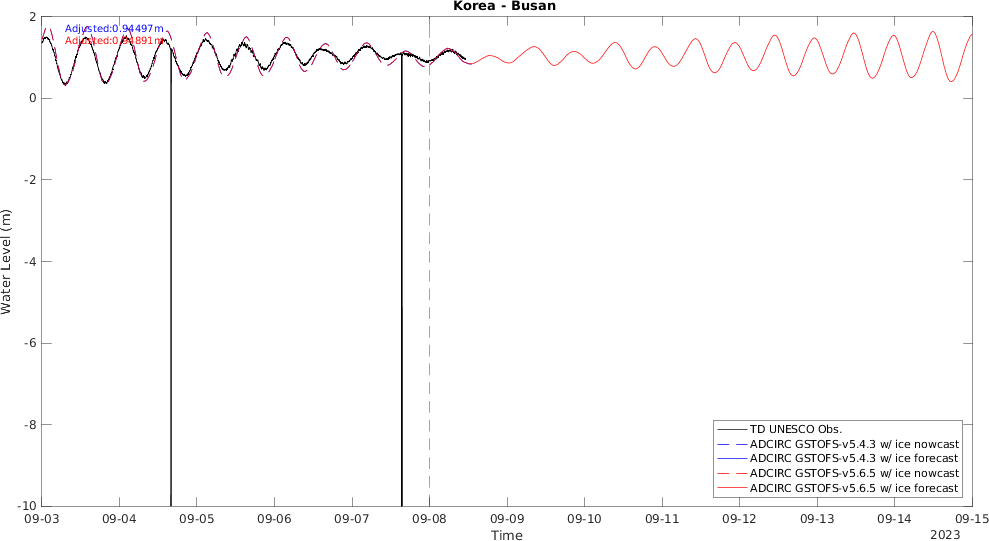 Korea - Busan
Adjusted:0.94497m
Adjusted:0.94891m
2
0
-2
-4
-6
-8
-10
Water Level (m)
TD UNESCO Obs.
ADCIRC GSTOFS-v5.4.3 w/ ice nowcast
ADCIRC GSTOFS-v5.4.3 w/ ice forecast
ADCIRC GSTOFS-v5.6.5 w/ ice nowcast
ADCIRC GSTOFS-v5.6.5 w/ ice forecast
09-03 09-04 09-05 09-06 09-07 09-08 09-09 09-10 09-11 09-12 09-13 09-14 09-15
Time
2023